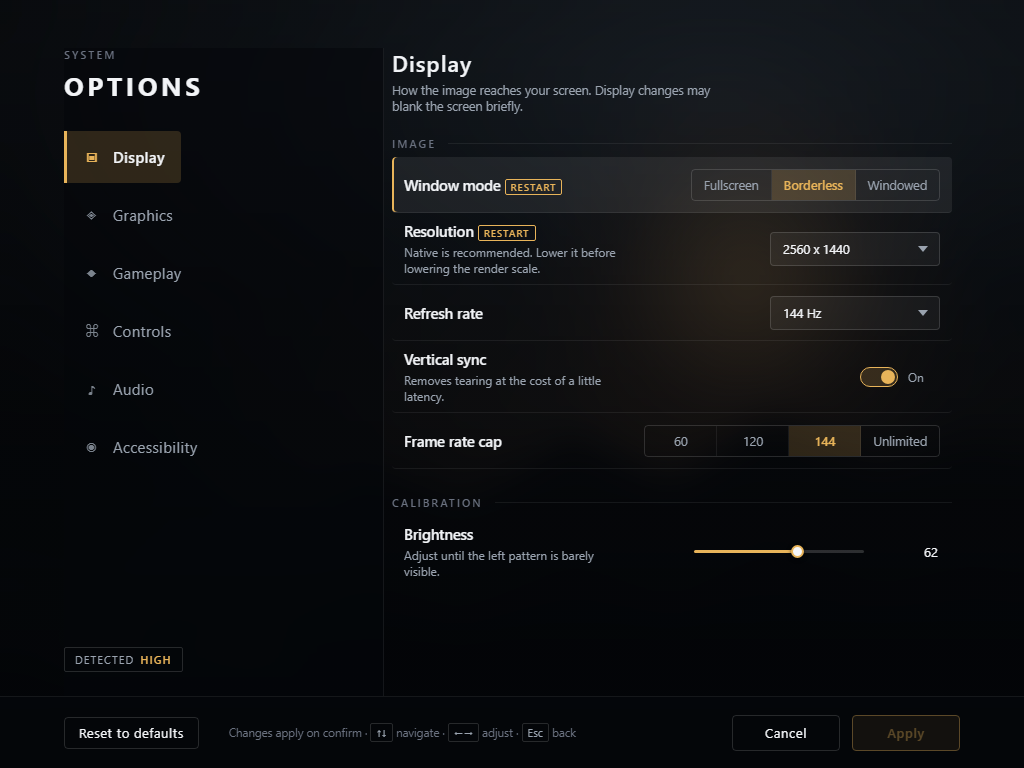 SYSTEM
OPTIONS
Display
Graphics
Gameplay
Controls
Audio
Accessibility
DETECTED HIGH
Display
How the image reaches your screen. Display changes may
blank the screen briefly.
IMAGE
Window mode RESTART
Fullscreen Borderless Windowed
Resolution RESTART
Native is recommended. Lower it before
lowering the render scale.
2560 x 1440
Refresh rate
144 Hz
Vertical sync
Removes tearing at the cost of a little
latency.
On
Frame rate cap
60 120 144 Unlimited
CALIBRATION
Brightness
Adjust until the left pattern is barely
visible.
62
Reset to defaults
Changes apply on confirm · ↑↓ navigate · ←→ adjust · Esc back
Cancel
Apply